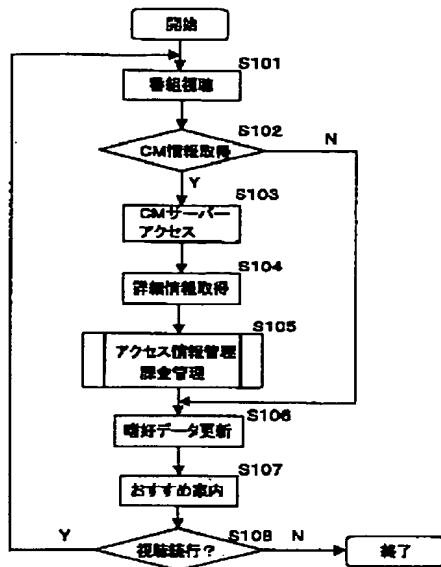 開始
S101
番組視聴
S102
N
CM情報取得
Y
S103
CMサーバー
アクセス
S104
詳細情報取得
S105
アクセス情報管理
課金管理
S106
嗜好データ更新
S107
おすすめ案内
Y
S108
N
視聴続行?
終了